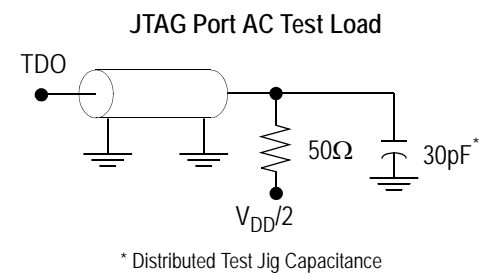 JTAG Port AC Test Load
TDO
50Ω
30pF*
VDD/2
* Distributed Test Jig Capacitance